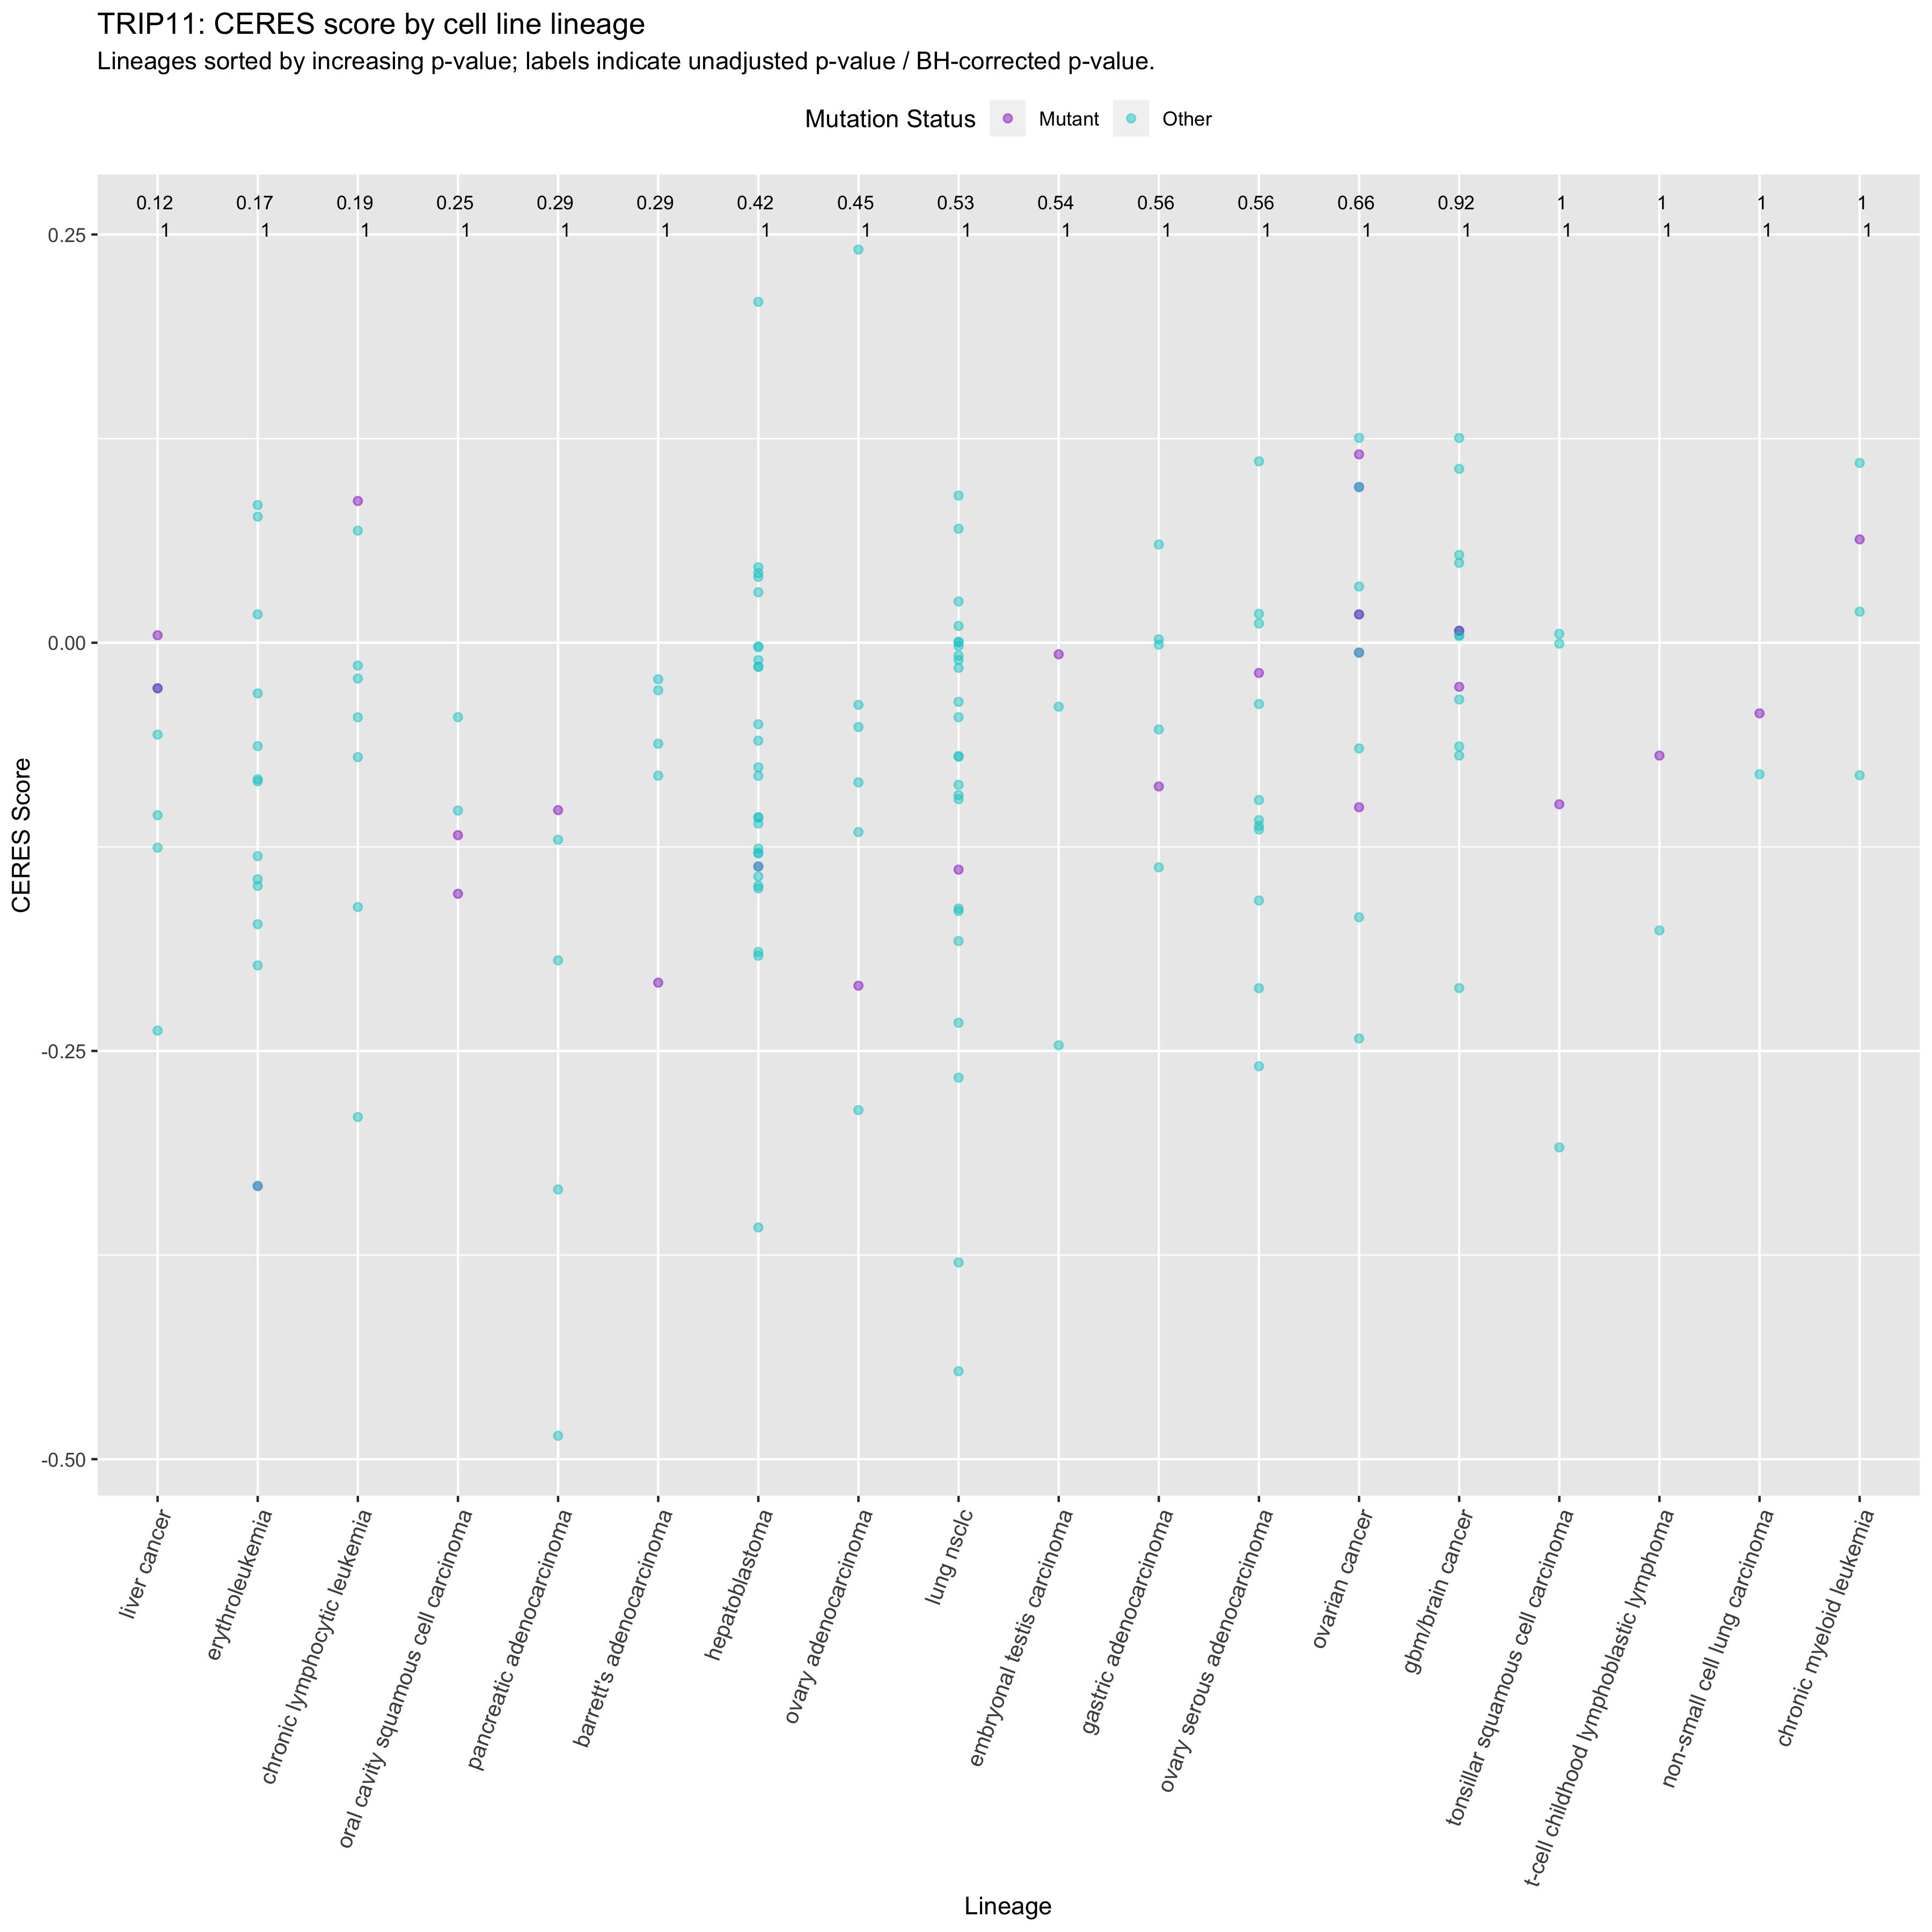 TRIP11: CERES score by cell line lineage
Lineages sorted by increasing p-value; labels indicate unadjusted p-value / BH-corrected p-value.
Mutation Status Mutant Other
0.12 0.17 0.19 0.25 0.29 0.29 0.42 0.45 0.53 0.54 0.56 0.56 0.66 0.92 1 1 1 1
1 1 1 1 1 1 1 1 1 1 1 1 1 1 1 1 1 1
0.25
0.00
-0.25
-0.50
CERES Score
liver cancer
erythroleukemia
chronic lymphocytic leukemia
oral cavity squamous cell carcinoma
pancreatic adenocarcinoma
barrett's adenocarcinoma
hepatoblastoma
ovary adenocarcinoma
lung nsclc
embryonal testis carcinoma
gastric adenocarcinoma
ovary serous adenocarcinoma
ovarian cancer
gbm/brain cancer
tonsillar squamous cell carcinoma
t-cell childhood lymphoblastic lymphoma
non-small cell lung carcinoma
chronic myeloid leukemia
Lineage